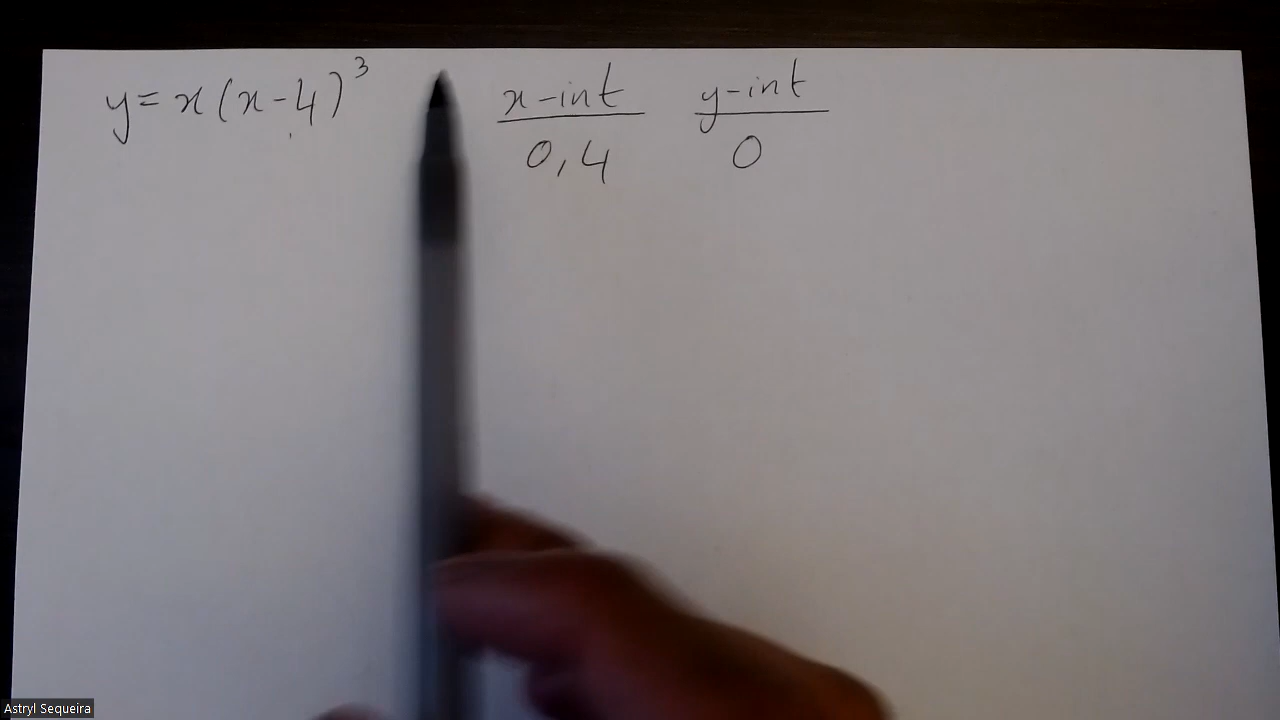 y = x(x-4)³
x-int y-int
0,4 0
Astryl Sequeira